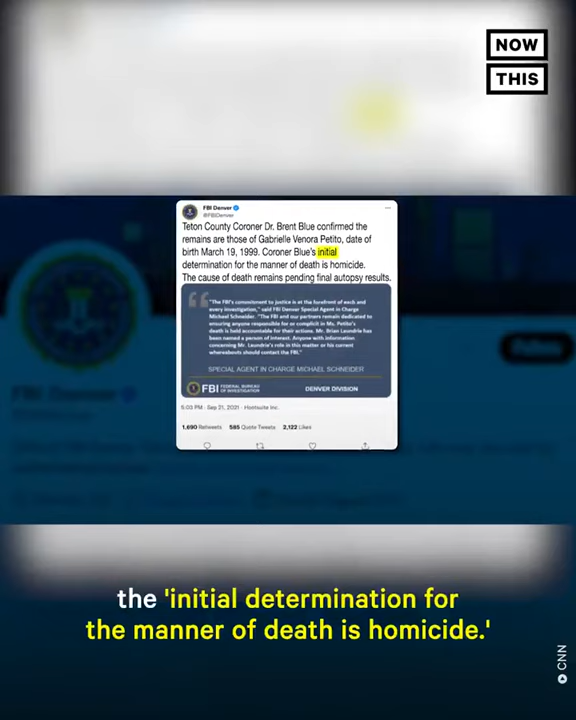 NOW
THIS
FBI Denver
@FBIDenver
Teton County Coroner Dr. Brent Blue confirmed the
remains are those of Gabrielle Venora Petito, date of
birth March 19, 1999. Coroner Blue's initial
determination for the manner of death is homicide.
The cause of death remains pending final autopsy results.
"The FBI's commitment to justice is at the forefront of each and
every investigation," said FBI Denver Special Agent in Charge
Michael Schneider. "The FBI and our partners remain dedicated to
ensuring anyone responsible for or complicit in Ms. Petito's
death is held accountable for their actions. Mr. Brian Laundrie has
been named a person of interest. Anyone with information
concerning Mr. Laundrie's role in this matter or his current
whereabouts should contact the FBI."
SPECIAL AGENT IN CHARGE MICHAEL SCHNEIDER
FBI FEDERAL BUREAU OF INVESTIGATION DENVER DIVISION
5:03 PM · Sep 21, 2021 · Hootsuite Inc.
1,690 Retweets 585 Quote Tweets 2,122 Likes
FBI Denver
the 'initial determination for
the manner of death is homicide.'
CNN